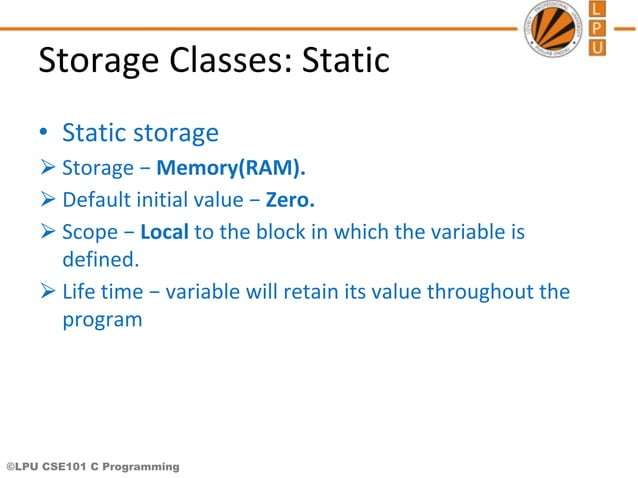 L
P
U
Storage Classes: Static
• Static storage
➢ Storage − Memory(RAM).
➢ Default initial value − Zero.
➢ Scope − Local to the block in which the variable is
defined.
➢ Life time − variable will retain its value throughout the
program
©LPU CSE101 C Programming